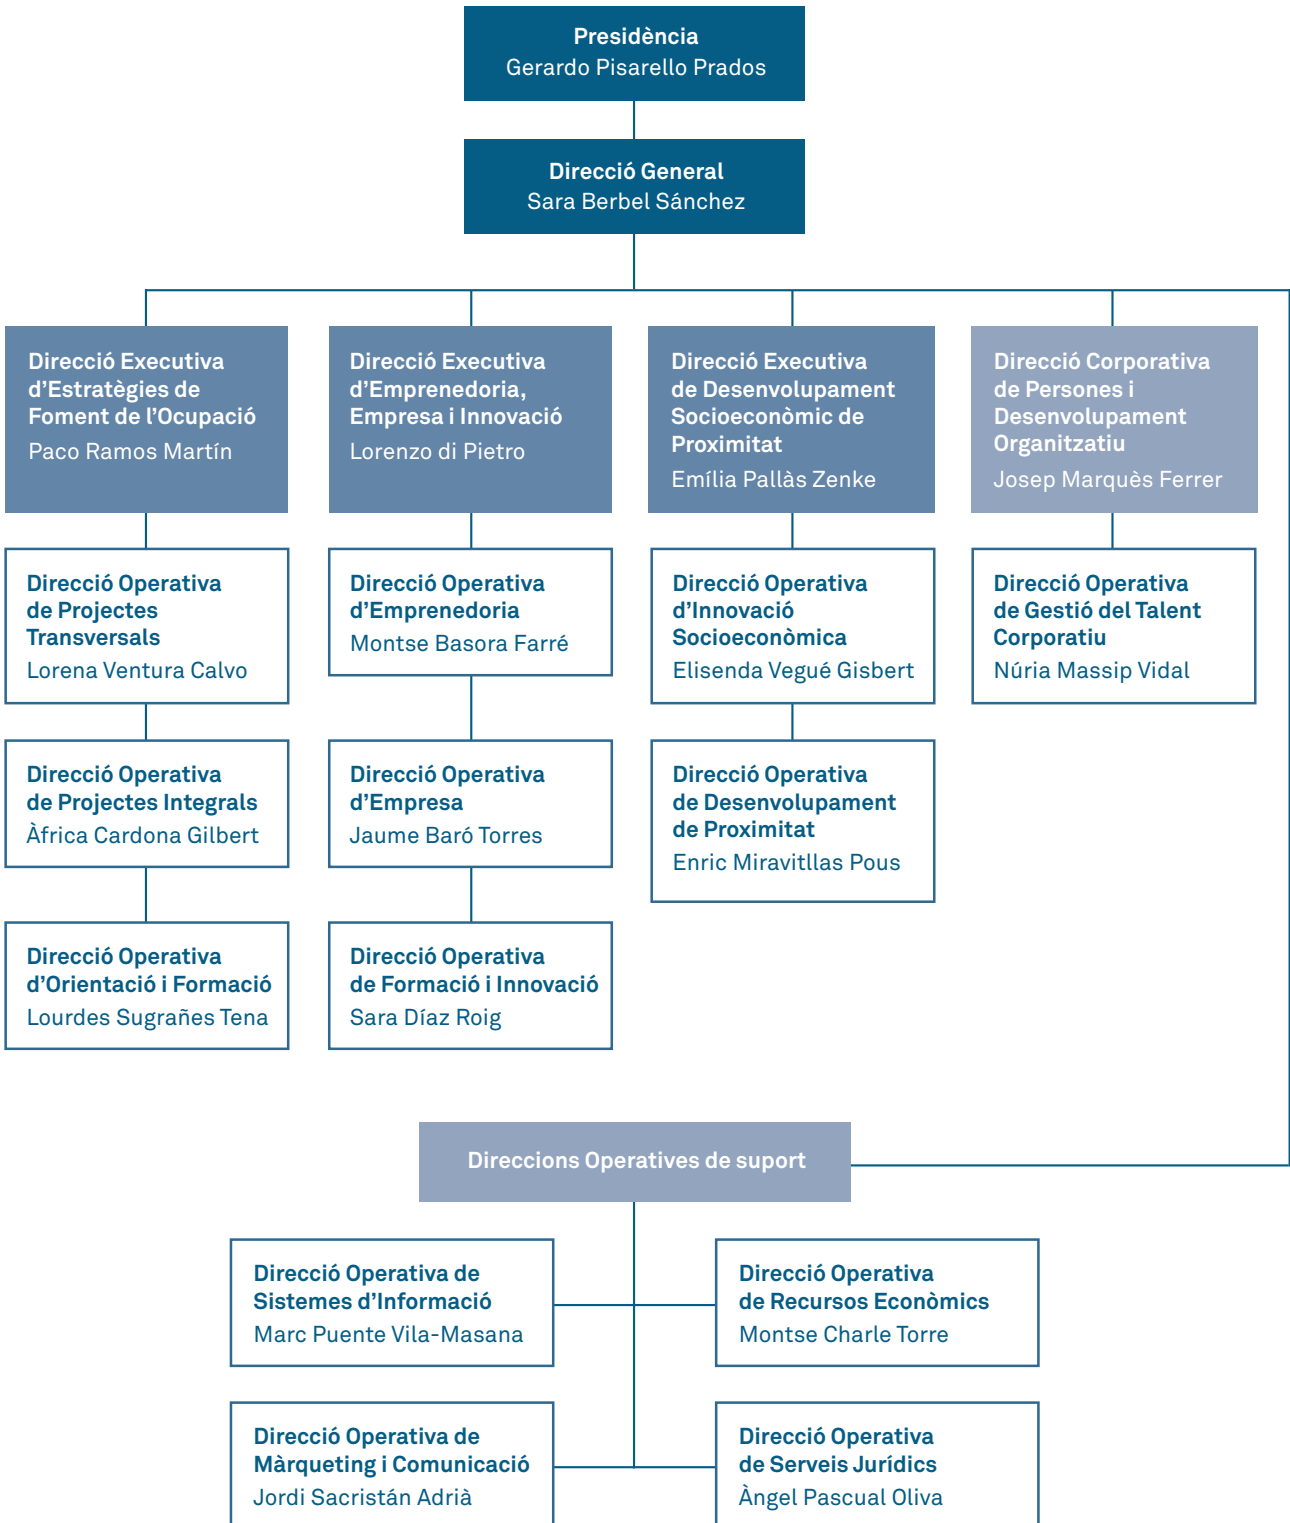 Presidència
Gerardo Pisarello Prados
Direcció General
Sara Berbel Sánchez
Direcció Executiva
d’Estratègies de
Foment de l’Ocupació
Paco Ramos Martín
Direcció Executiva
d’Emprenedoria,
Empresa i Innovació
Lorenzo di Pietro
Direcció Executiva
de Desenvolupament
Socioeconòmic de
Proximitat
Emília Pallàs Zenke
Direcció Corporativa
de Persones i
Desenvolupament
Organitzatiu
Josep Marquès Ferrer
Direcció Operativa
de Projectes
Transversals
Lorena Ventura Calvo
Direcció Operativa
d’Emprenedoria
Montse Basora Farré
Direcció Operativa
d’Innovació
Socioeconòmica
Elisenda Vegué Gisbert
Direcció Operativa
de Gestió del Talent
Corporatiu
Núria Massip Vidal
Direcció Operativa
de Projectes Integrals
Àfrica Cardona Gilbert
Direcció Operativa
d’Empresa
Jaume Baró Torres
Direcció Operativa
de Desenvolupament
de Proximitat
Enric Miravitllas Pous
Direcció Operativa
d’Orientació i Formació
Lourdes Sugrañes Tena
Direcció Operativa
de Formació i Innovació
Sara Díaz Roig
Direccions Operatives de suport
Direcció Operativa de
Sistemes d’Informació
Marc Puente Vila-Masana
Direcció Operativa
de Recursos Econòmics
Montse Charle Torre
Direcció Operativa de
Màrqueting i Comunicació
Jordi Sacristán Adrià
Direcció Operativa
de Serveis Jurídics
Àngel Pascual Oliva